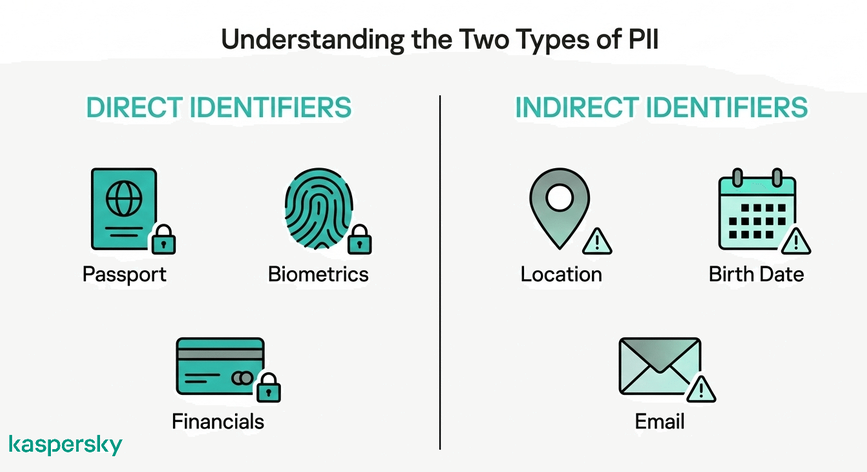 Understanding the Two Types of PII
DIRECT IDENTIFIERS
INDIRECT IDENTIFIERS
Passport
Biometrics
Location
Birth Date
Financials
Email
kaspersky